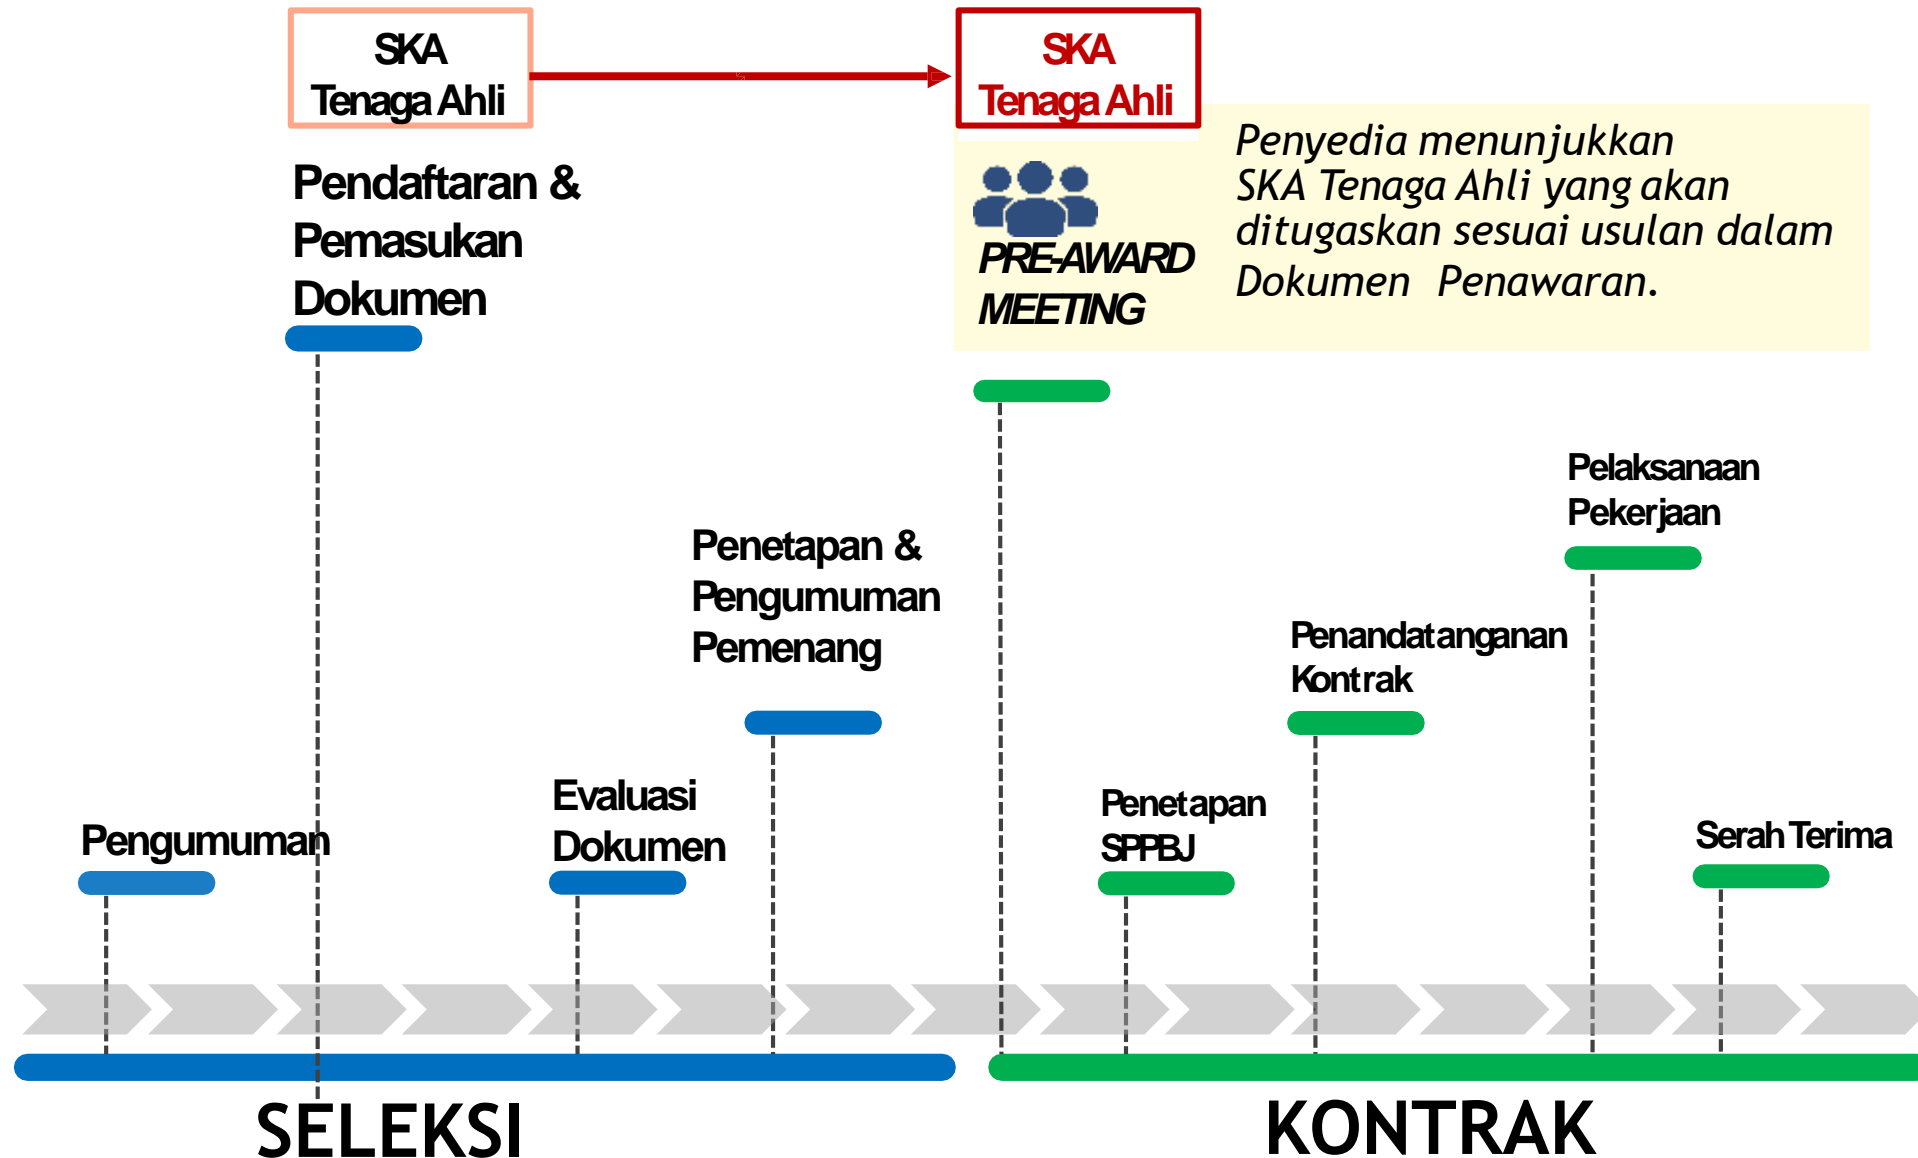 SKA
Tenaga Ahli
SKA
Tenaga Ahli
Pendaftaran &
Pemasukan
Dokumen
PRE-AWARD
MEETING
Penyedia menunjukkan
SKA Tenaga Ahli yang akan
ditugaskan sesuai usulan dalam
Dokumen Penawaran.
Pelaksanaan
Pekerjaan
Penetapan &
Pengumuman
Pemenang
Penandatanganan
Kontrak
Evaluasi
Dokumen
Penetapan
SPPBJ
Pengumuman
Serah Terima
SELEKSI
KONTRAK